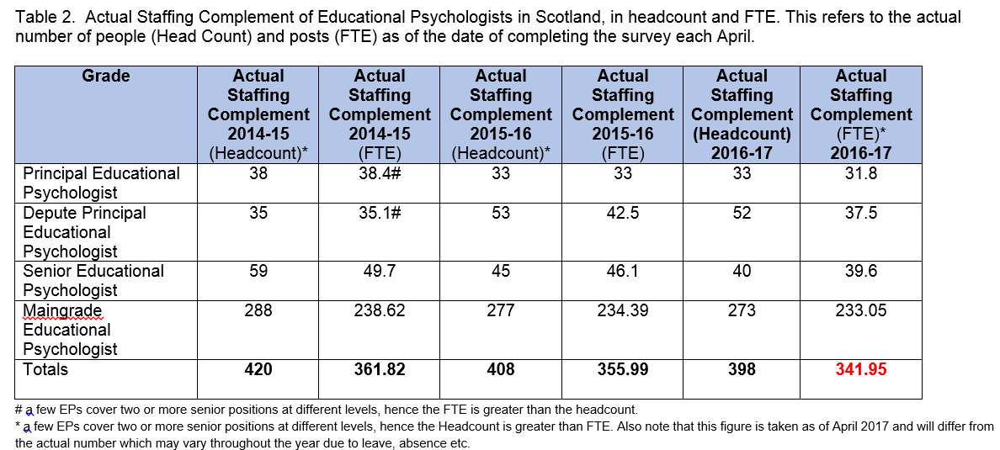 Table 2.  Actual Staffing Complement of Educational Psychologists in Scotland, in headcount and FTE. This refers to the actual
number of people (Head Count) and posts (FTE) as of the date of completing the survey each April.
Grade
Actual
Staffing
Complement
2014-15
(Headcount)*
Actual
Staffing
Complement
2014-15
(FTE)
Actual
Staffing
Complement
2015-16
(Headcount)*
Actual
Staffing
Complement
2015-16
(FTE)
Actual
Staffing
Complement
(Headcount)
2016-17
Actual
Staffing
Complement
(FTE)*
2016-17
Principal Educational
Psychologist
38
38.4#
33
33
33
31.8
Depute Principal
Educational
Psychologist
35
35.1#
53
42.5
52
37.5
Senior Educational
Psychologist
59
49.7
45
46.1
40
39.6
Maingrade
Educational
Psychologist
288
238.62
277
234.39
273
233.05
Totals
420
361.82
408
355.99
398
341.95
# a few EPs cover two or more senior positions at different levels, hence the FTE is greater than the headcount.
* a few EPs cover two or more senior positions at different levels, hence the Headcount is greater than FTE. Also note that this figure is taken as of April 2017 and will differ from
the actual number which may vary throughout the year due to leave, absence etc.